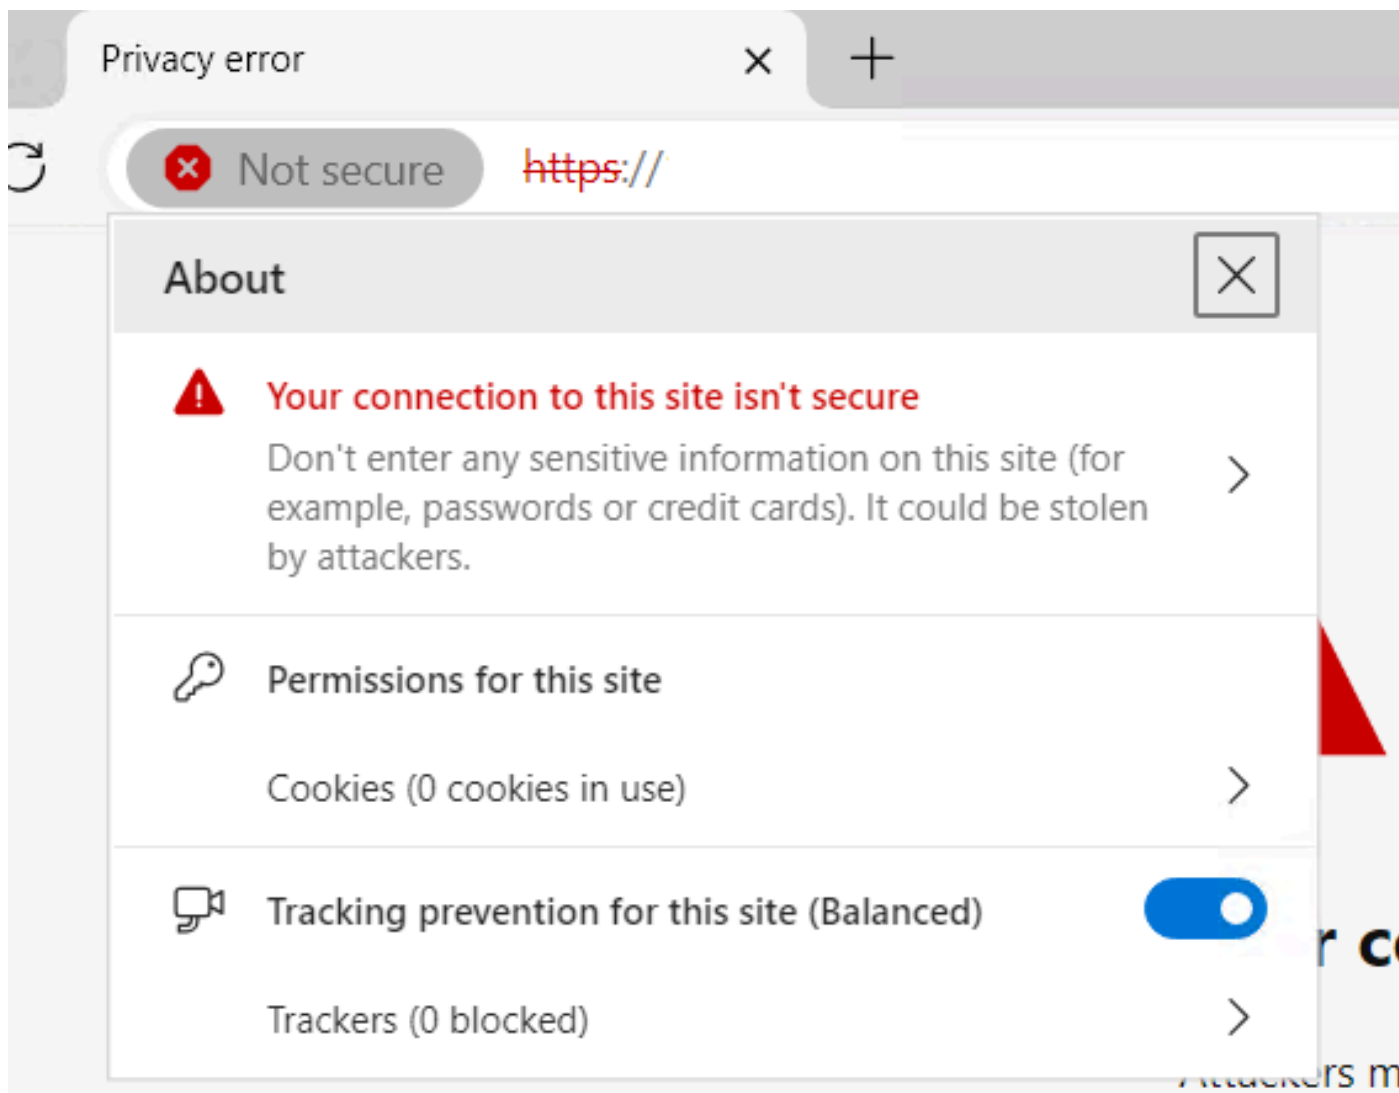 Privacy error
Not secure https://
About
Your connection to this site isn't secure
Don't enter any sensitive information on this site (for
example, passwords or credit cards). It could be stolen
by attackers.
Permissions for this site
Cookies (0 cookies in use)
Tracking prevention for this site (Balanced)
Trackers (0 blocked)